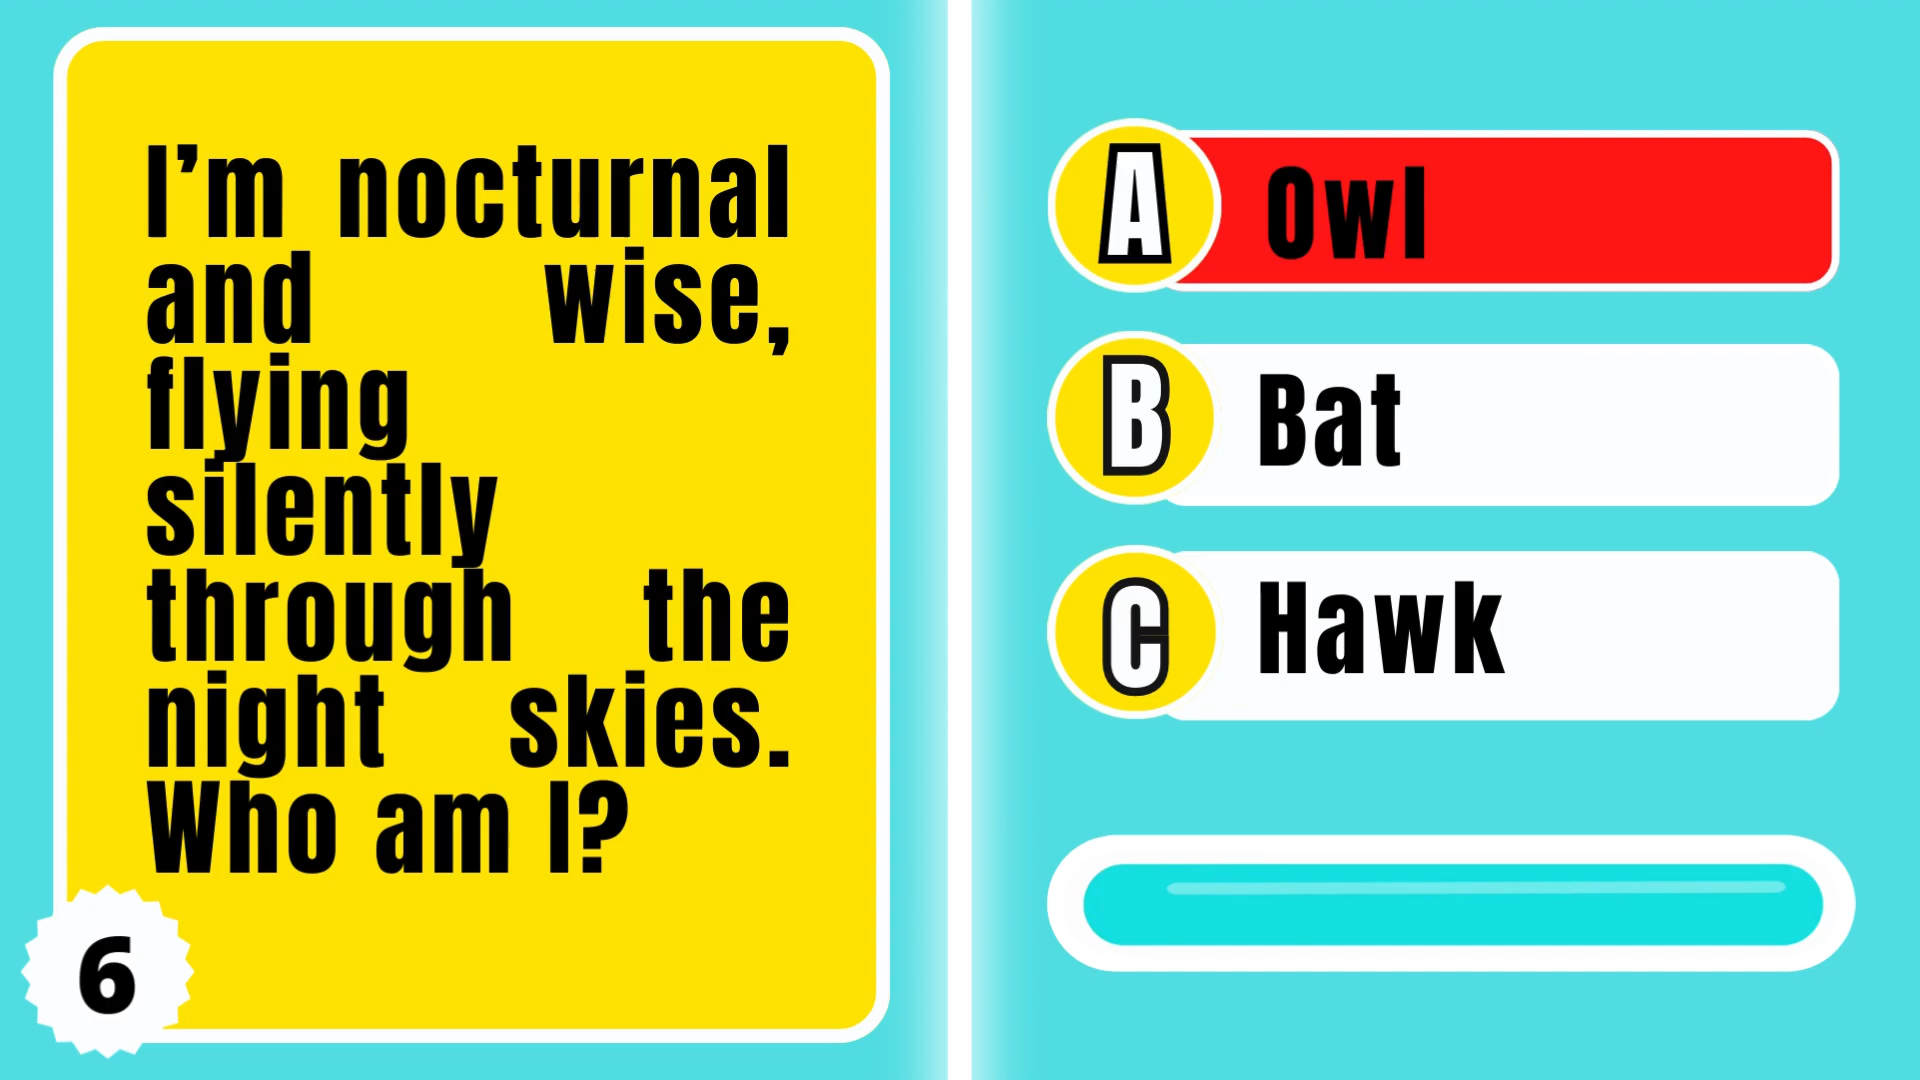 I’m nocturnal
and wise,
flying
silently
through the
night skies.
Who am I?
6
A Owl
B Bat
C Hawk